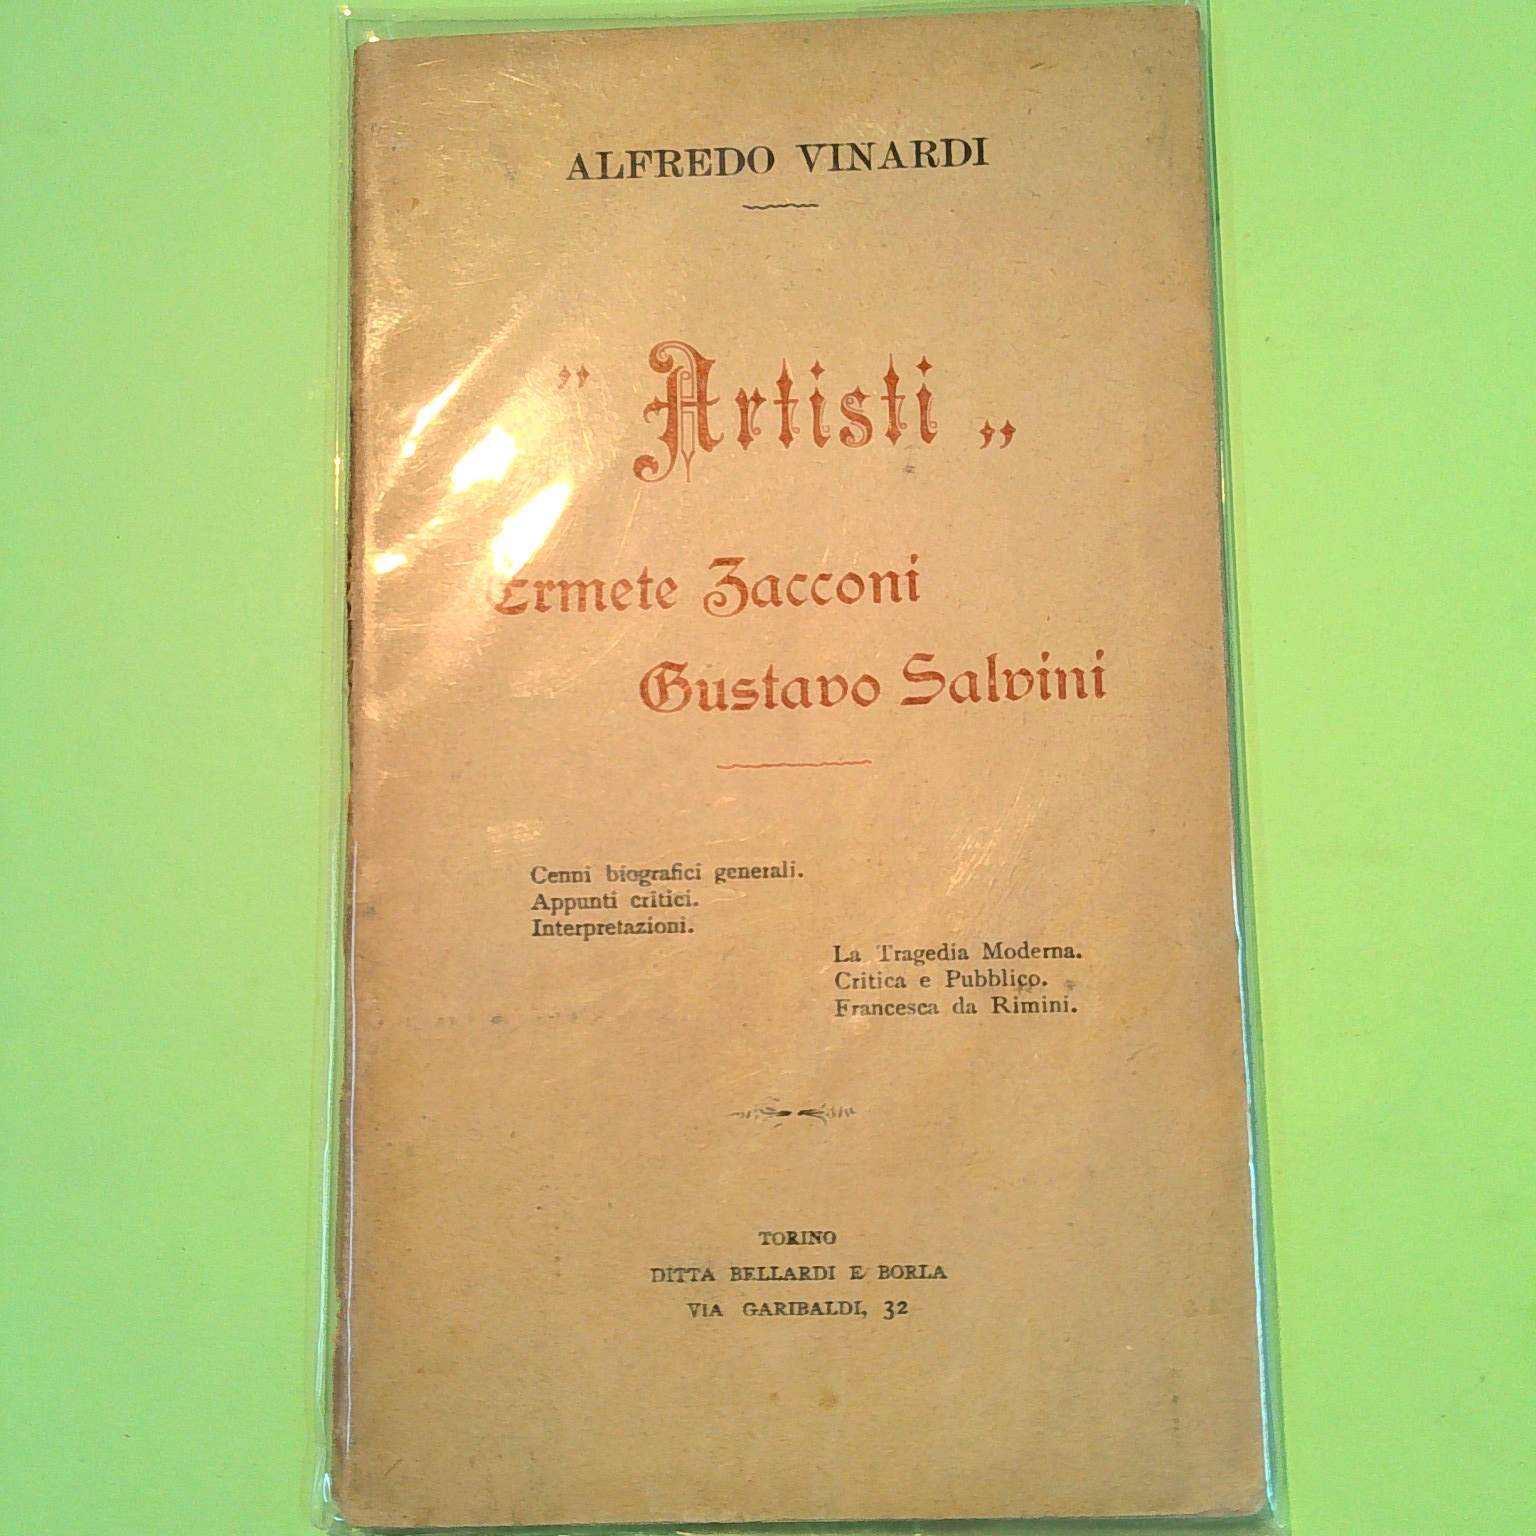 ALFREDO VINARDI
" Artisti „
Ermete Zacconi
Gustavo Salvini
Cenni biografici generali.
Appunti critici.
Interpretazioni.
La Tragedia Moderna.
Critica e Pubblico.
Francesca da Rimini.
TORINO
DITTA BELLARDI E BORLA
VIA GARIBALDI, 32